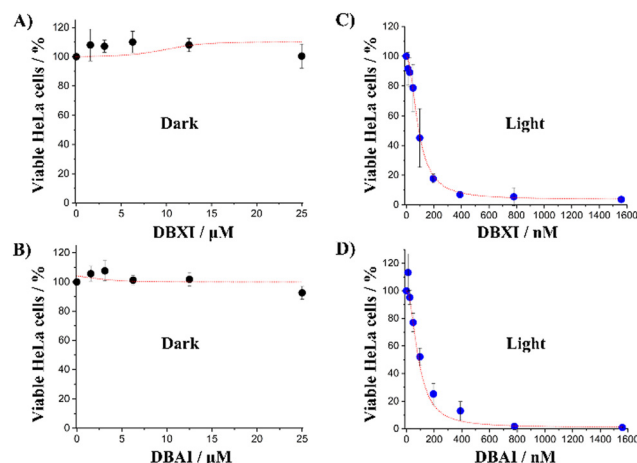 A)
Viable HeLa cells / %
120
100
80
60
40
20
0
Dark
0 5 10 15 20 25
DBXI / μM
B)
Viable HeLa cells / %
120
100
80
60
40
20
0
Dark
0 5 10 15 20 25
DBAI / μM
C)
Viable HeLa cells / %
120
100
80
60
40
20
0
Light
0 200 400 600 800 1000 1200 1400 1600
DBXI / nM
D)
Viable HeLa cells / %
120
100
80
60
40
20
0
Light
0 200 400 600 800 1000 1200 1400 1600
DBAI / nM